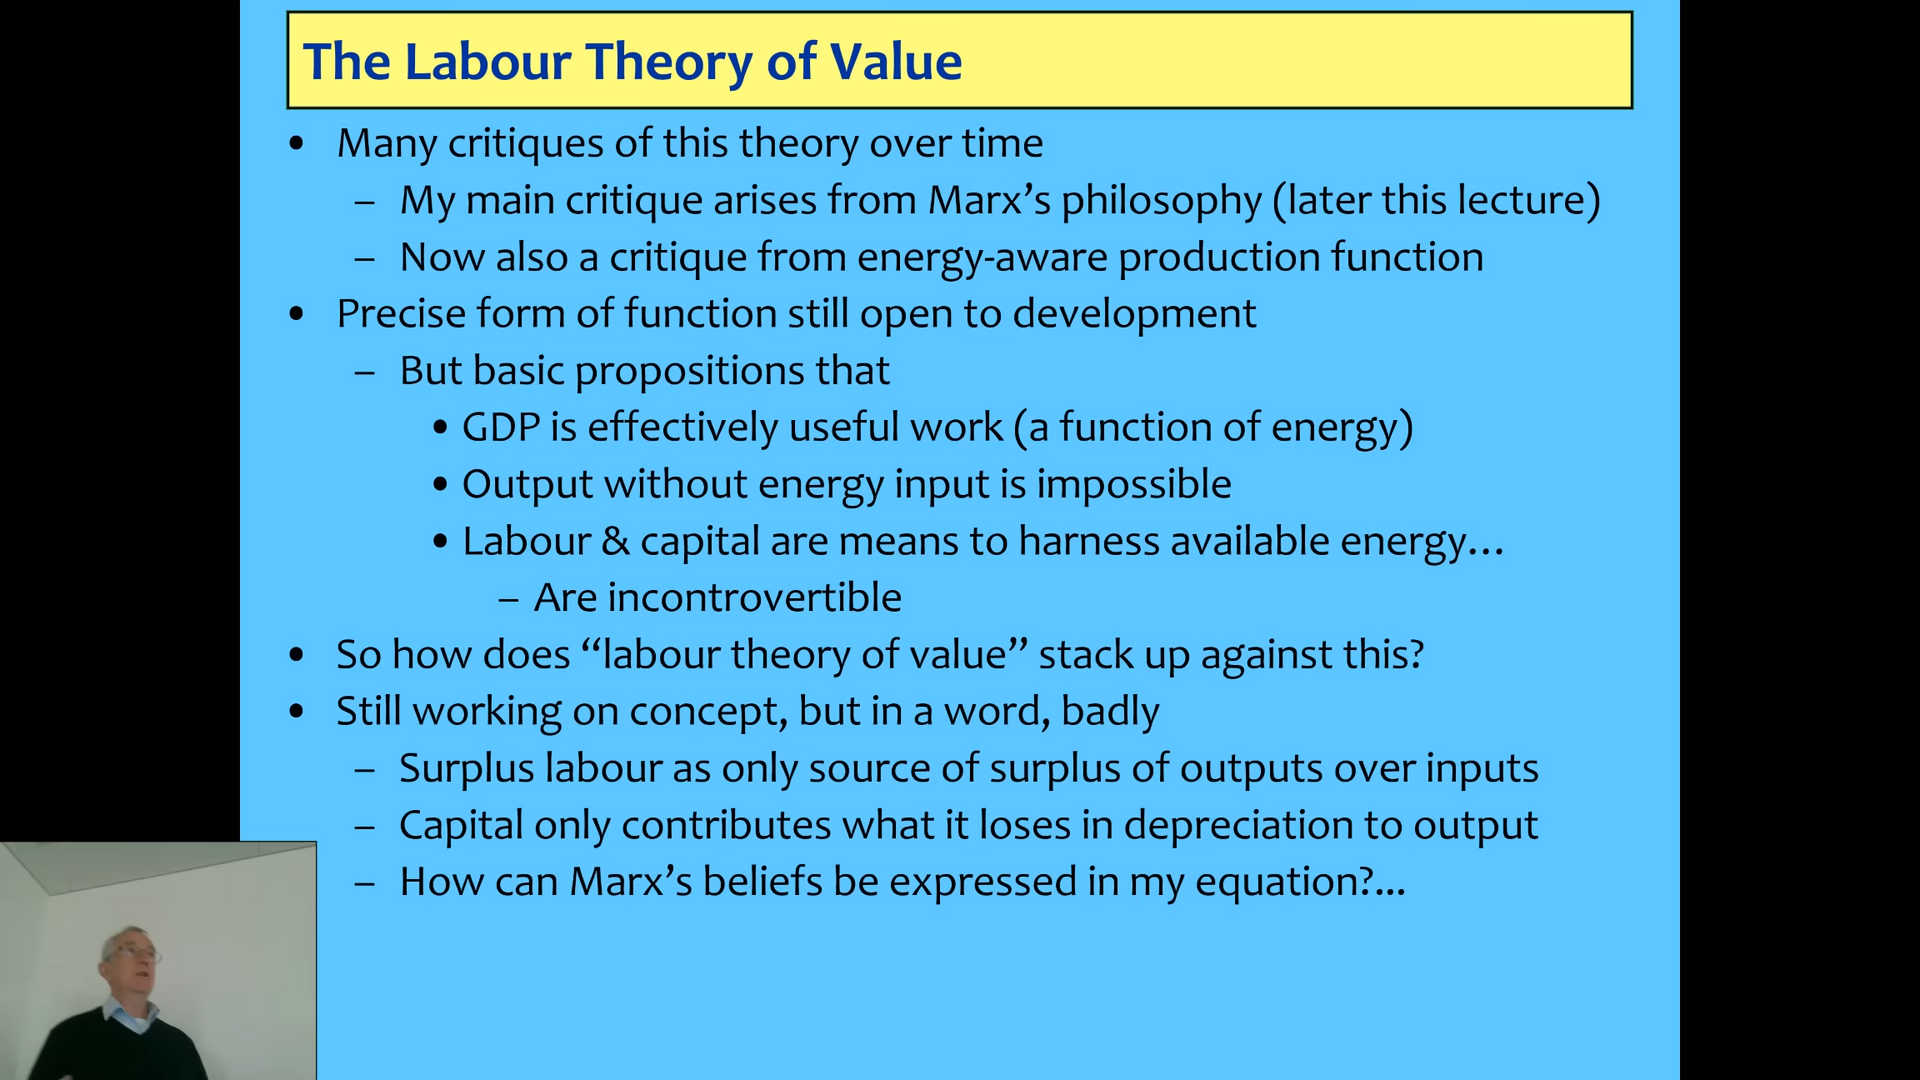 The Labour Theory of Value
• Many critiques of this theory over time
– My main critique arises from Marx’s philosophy (later this lecture)
– Now also a critique from energy-aware production function
• Precise form of function still open to development
– But basic propositions that
• GDP is effectively useful work (a function of energy)
• Output without energy input is impossible
• Labour & capital are means to harness available energy…
– Are incontrovertible
• So how does “labour theory of value” stack up against this?
• Still working on concept, but in a word, badly
– Surplus labour as only source of surplus of outputs over inputs
– Capital only contributes what it loses in depreciation to output
– How can Marx’s beliefs be expressed in my equation?...